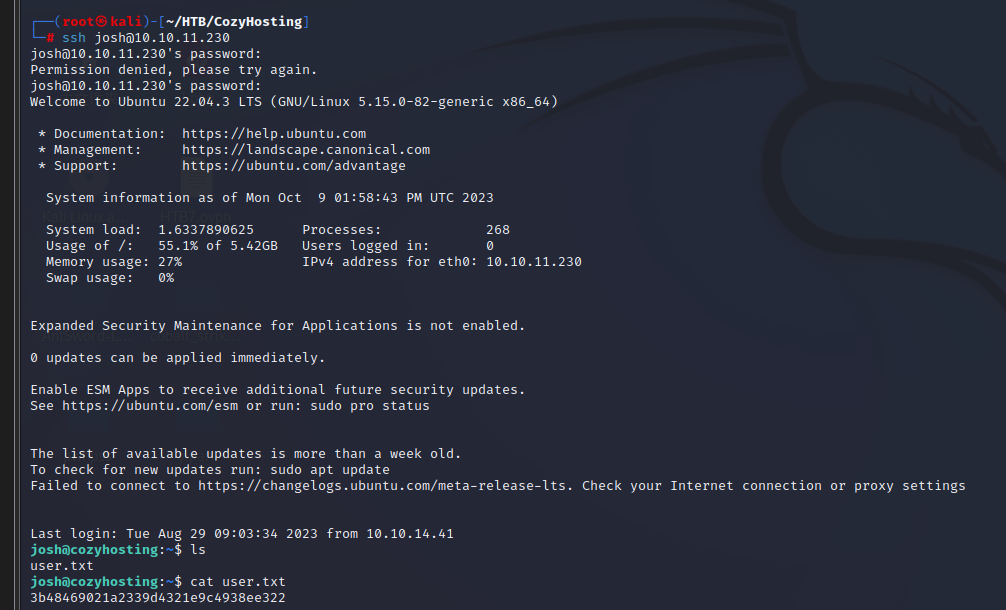 ┌──(root㉿kali)-[~/HTB/CozyHosting]
└─# ssh josh@10.10.11.230
josh@10.10.11.230's password:
Permission denied, please try again.
josh@10.10.11.230's password:
Welcome to Ubuntu 22.04.3 LTS (GNU/Linux 5.15.0-82-generic x86_64)

 * Documentation:  https://help.ubuntu.com
 * Management:     https://landscape.canonical.com
 * Support:        https://ubuntu.com/advantage

  System information as of Mon Oct  9 01:58:43 PM UTC 2023

  System load:  1.6337890625      Processes:             268
  Usage of /:   55.1% of 5.42GB   Users logged in:       0
  Memory usage: 27%               IPv4 address for eth0: 10.10.11.230
  Swap usage:   0%

Expanded Security Maintenance for Applications is not enabled.

0 updates can be applied immediately.

Enable ESM Apps to receive additional future security updates.
See https://ubuntu.com/esm or run: sudo pro status

The list of available updates is more than a week old.
To check for new updates run: sudo apt update
Failed to connect to https://changelogs.ubuntu.com/meta-release-lts. Check your Internet connection or proxy settings

Last login: Tue Aug 29 09:03:34 2023 from 10.10.14.41
josh@cozyhosting:~$ ls
user.txt
josh@cozyhosting:~$ cat user.txt
3b48469021a2339d4321e9c4938ee322